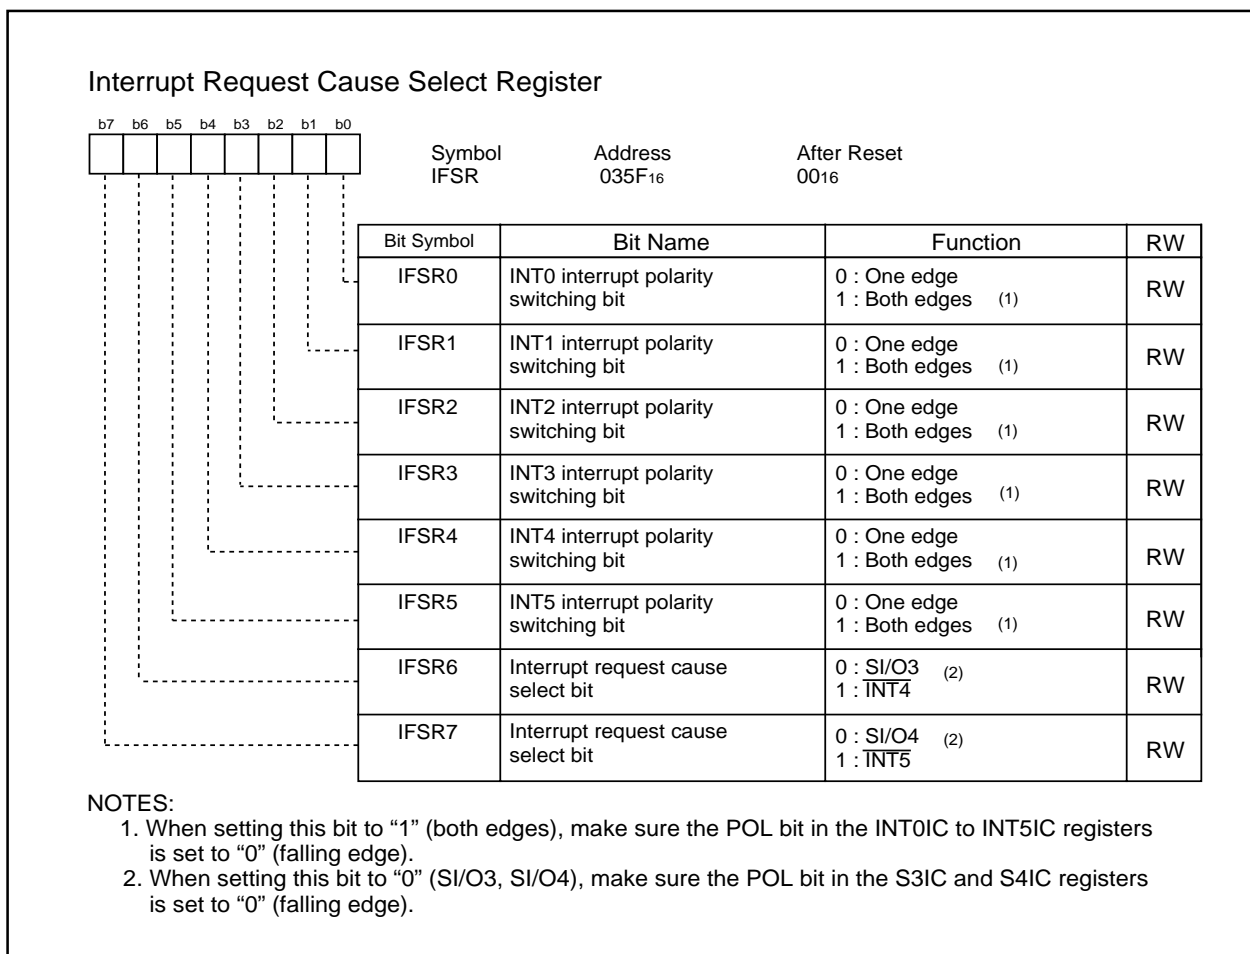 Interrupt Request Cause Select Register
b7 b6 b5 b4 b3 b2 b1 b0
Symbol Address After Reset
IFSR 035F16 0016
Bit Symbol Bit Name Function RW
IFSR0 INT0 interrupt polarity 0 : One edge
switching bit 1 : Both edges (1) RW
IFSR1 INT1 interrupt polarity 0 : One edge
switching bit 1 : Both edges (1) RW
IFSR2 INT2 interrupt polarity 0 : One edge
switching bit 1 : Both edges (1) RW
IFSR3 INT3 interrupt polarity 0 : One edge
switching bit 1 : Both edges (1) RW
IFSR4 INT4 interrupt polarity 0 : One edge
switching bit 1 : Both edges (1) RW
IFSR5 INT5 interrupt polarity 0 : One edge
switching bit 1 : Both edges (1) RW
IFSR6 Interrupt request cause 0 : SI/O3 (2)
select bit 1 : INT4 RW
IFSR7 Interrupt request cause 0 : SI/O4 (2)
select bit 1 : INT5 RW
NOTES:
1. When setting this bit to “1” (both edges), make sure the POL bit in the INT0IC to INT5IC registers
is set to “0” (falling edge).
2. When setting this bit to “0” (SI/O3, SI/O4), make sure the POL bit in the S3IC and S4IC registers
is set to “0” (falling edge).